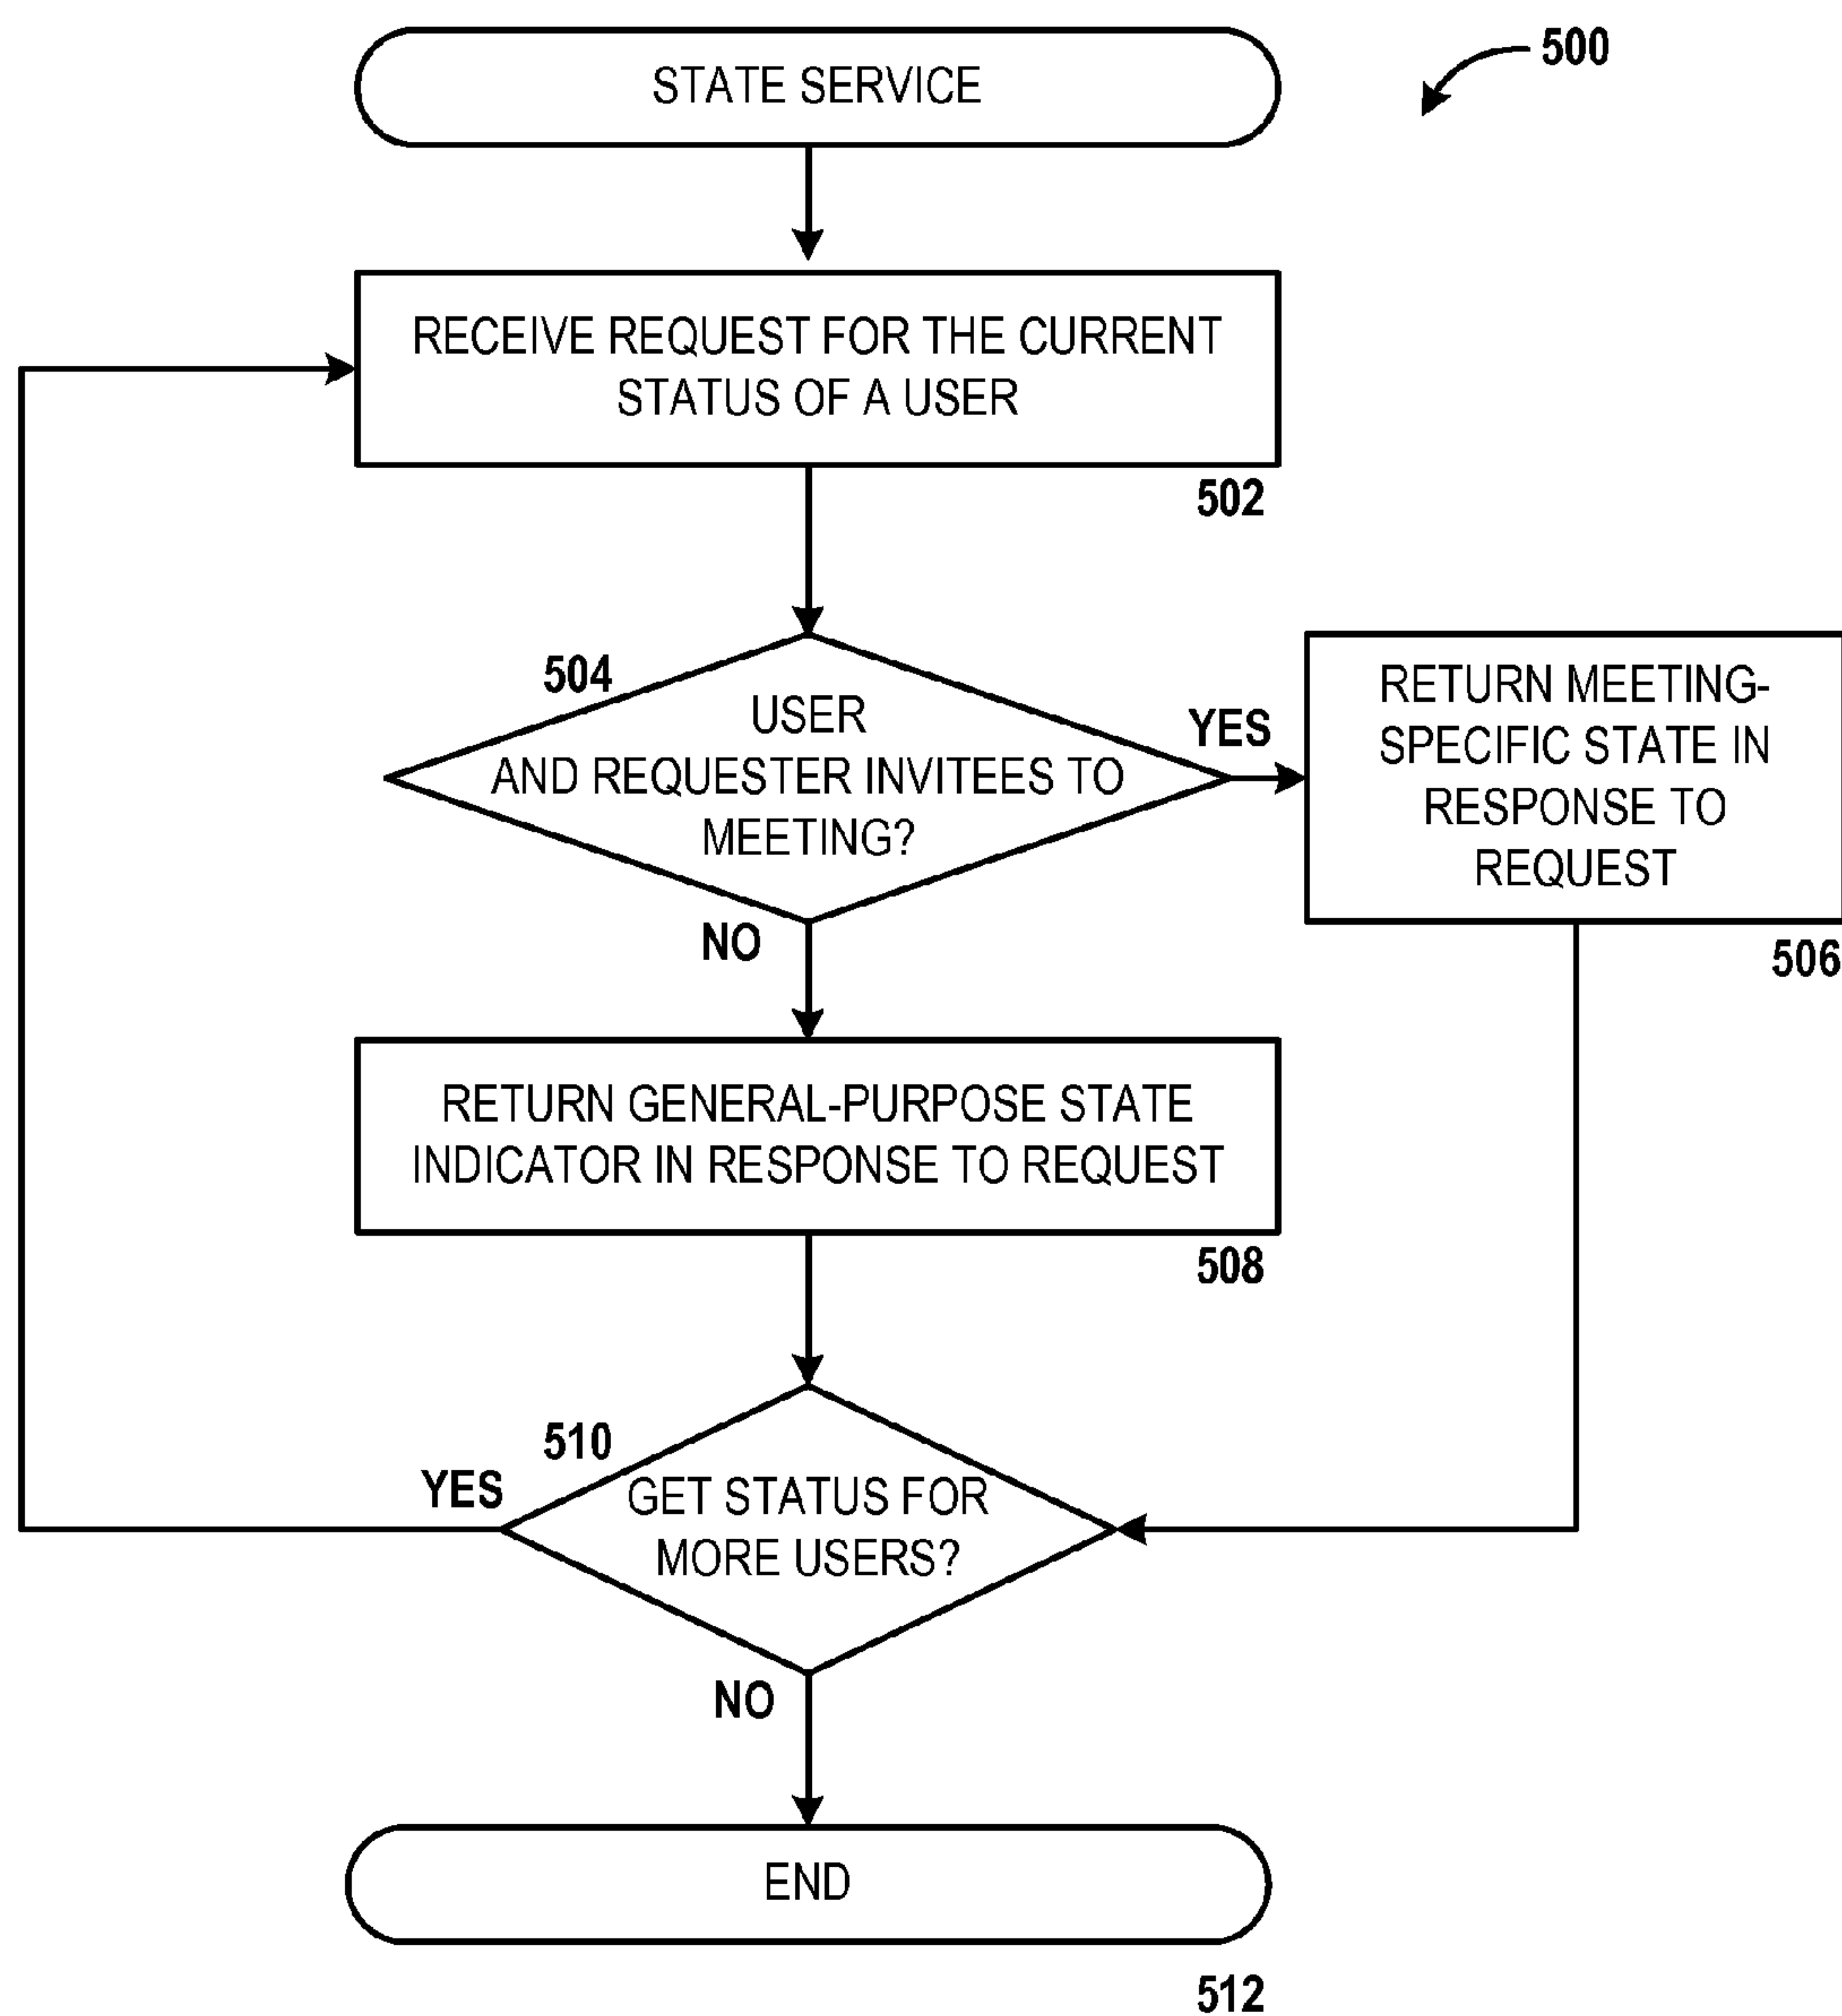 STATE SERVICE
500
RECEIVE REQUEST FOR THE CURRENT
STATUS OF A USER
502
504
USER
AND REQUESTER INVITEES TO
MEETING?
YES
RETURN MEETING-
SPECIFIC STATE IN
RESPONSE TO
REQUEST
506
NO
RETURN GENERAL-PURPOSE STATE
INDICATOR IN RESPONSE TO REQUEST
508
510
YES
GET STATUS FOR
MORE USERS?
NO
END
512